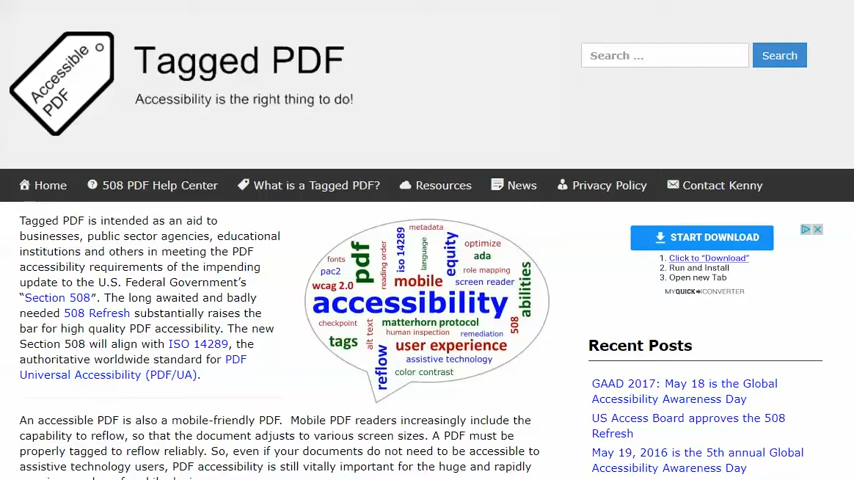 Accessible
PDF
Tagged PDF
Accessibility is the right thing to do!
Search ...
Search
Home
508 PDF Help Center
What is a Tagged PDF?
Resources
News
Privacy Policy
Contact Kenny
Tagged PDF is intended as an aid to
businesses, public sector agencies, educational
institutions and others in meeting the PDF
accessibility requirements of the impending
update to the U.S. Federal Government's
"Section 508". The long awaited and badly
needed 508 Refresh substantially raises the
bar for high quality PDF accessibility. The new
Section 508 will align with ISO 14289, the
authoritative worldwide standard for PDF
Universal Accessibility (PDF/UA).
metadata
fonts
pdf
reading order
iso 14289
language
equity
optimize
ada
pac2
role mapping
wcag 2.0
mobile
screen reader
abilities
accessibility
checkpoint
alt text
matterhorn protocol
508
human inspection
remediation
tags
user experience
reflow
assistive technology
color contrast
START DOWNLOAD
1. Click to "Download"
2. Run and Install
3. Open new Tab
MYQUICKCONVERTER
Recent Posts
GAAD 2017: May 18 is the Global
Accessibility Awareness Day
US Access Board approves the 508
Refresh
May 19, 2016 is the 5th annual Global
Accessibility Awareness Day
An accessible PDF is also a mobile-friendly PDF. Mobile PDF readers increasingly include the
capability to reflow, so that the document adjusts to various screen sizes. A PDF must be
properly tagged to reflow reliably. So, even if your documents do not need to be accessible to
assistive technology users, PDF accessibility is still vitally important for the huge and rapidly